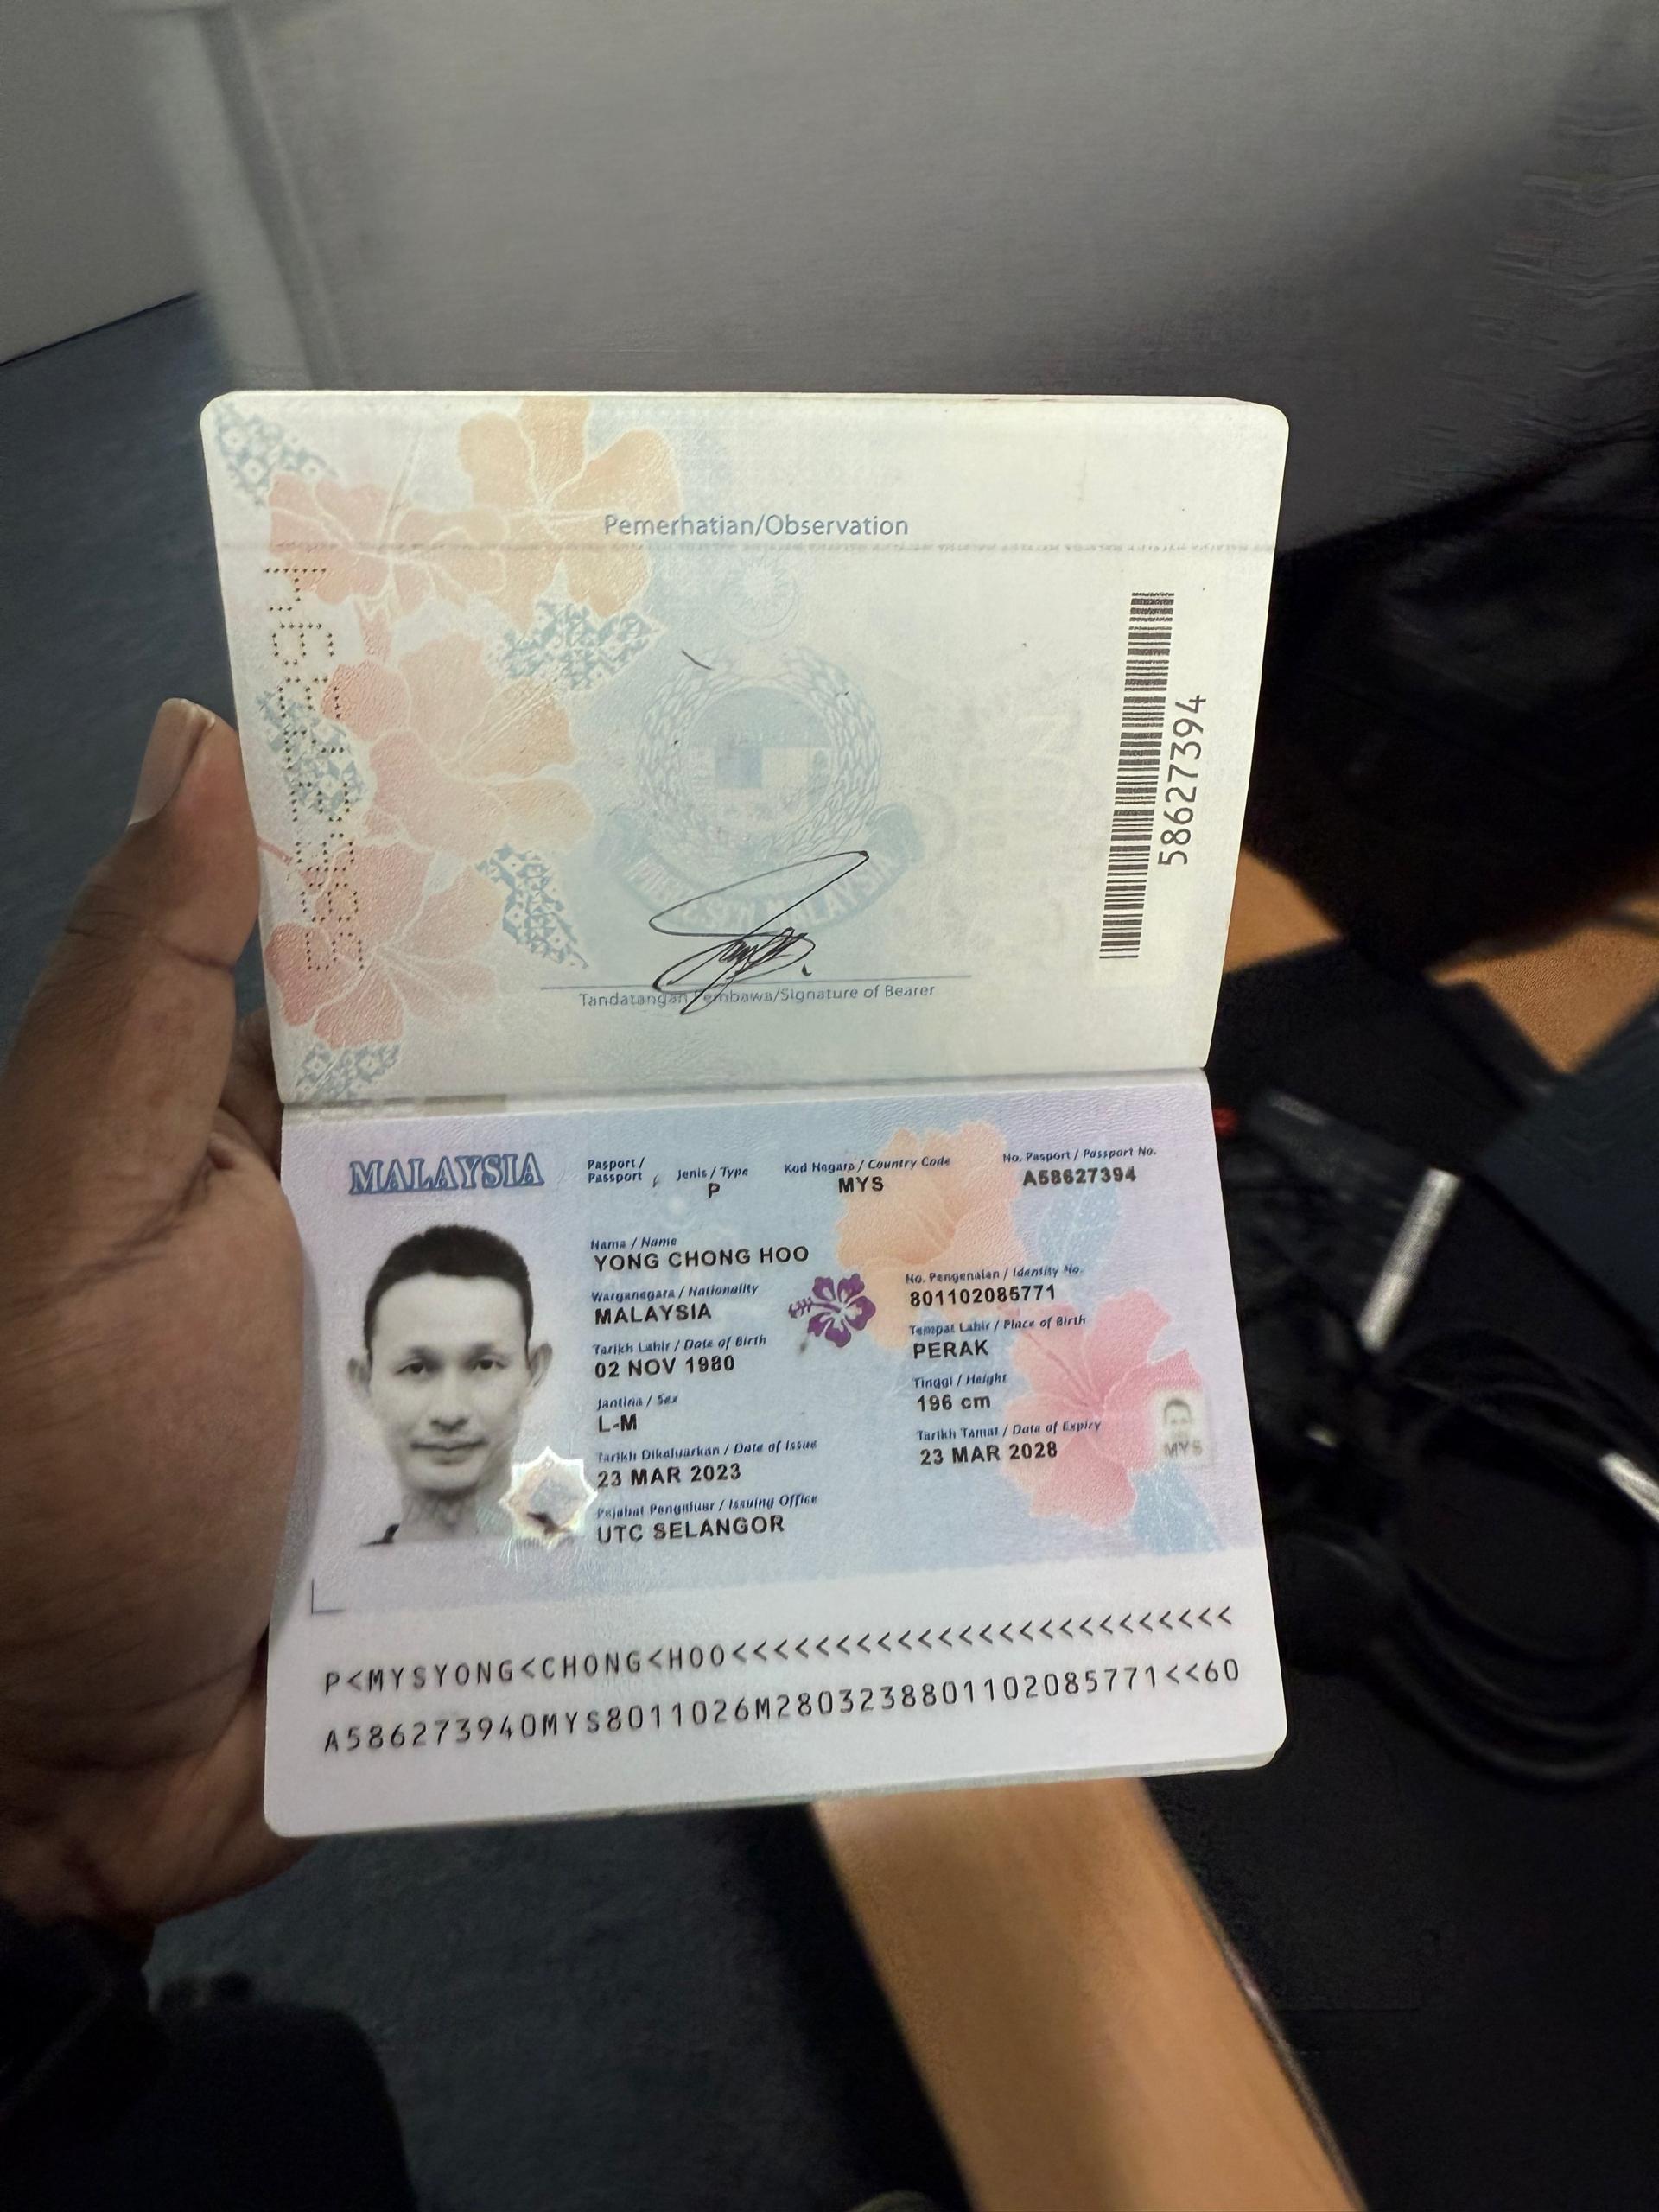 Pemerhatian/Observation
58627394
Tandatangan Pembawa/Signature of Bearer
MALAYSIA
Pasport / Passport
Jenis / Type
P
Kod Negara / Country Code
MYS
No. Pasport / Passport No.
A58627394
Nama / Name
YONG CHONG HOO
Warganegara / Nationality
MALAYSIA
Tarikh Lahir / Date of Birth
02 NOV 1980
Jantina / Sex
L-M
Tarikh Dikeluarkan / Date of Issue
23 MAR 2023
Pejabat Pengeluar / Issuing Office
UTC SELANGOR
No. Pengenalan / Identity No.
801102085771
Tempat Lahir / Place of Birth
PERAK
Tinggi / Height
196 cm
Tarikh Tamat / Date of Expiry
23 MAR 2028
MYS
P<MYSYONG<CHONG<HOO<<<<<<<<<<<<<<<<<<<<<<<<<
A586273940MYS8011026M2803238801102085771<<60